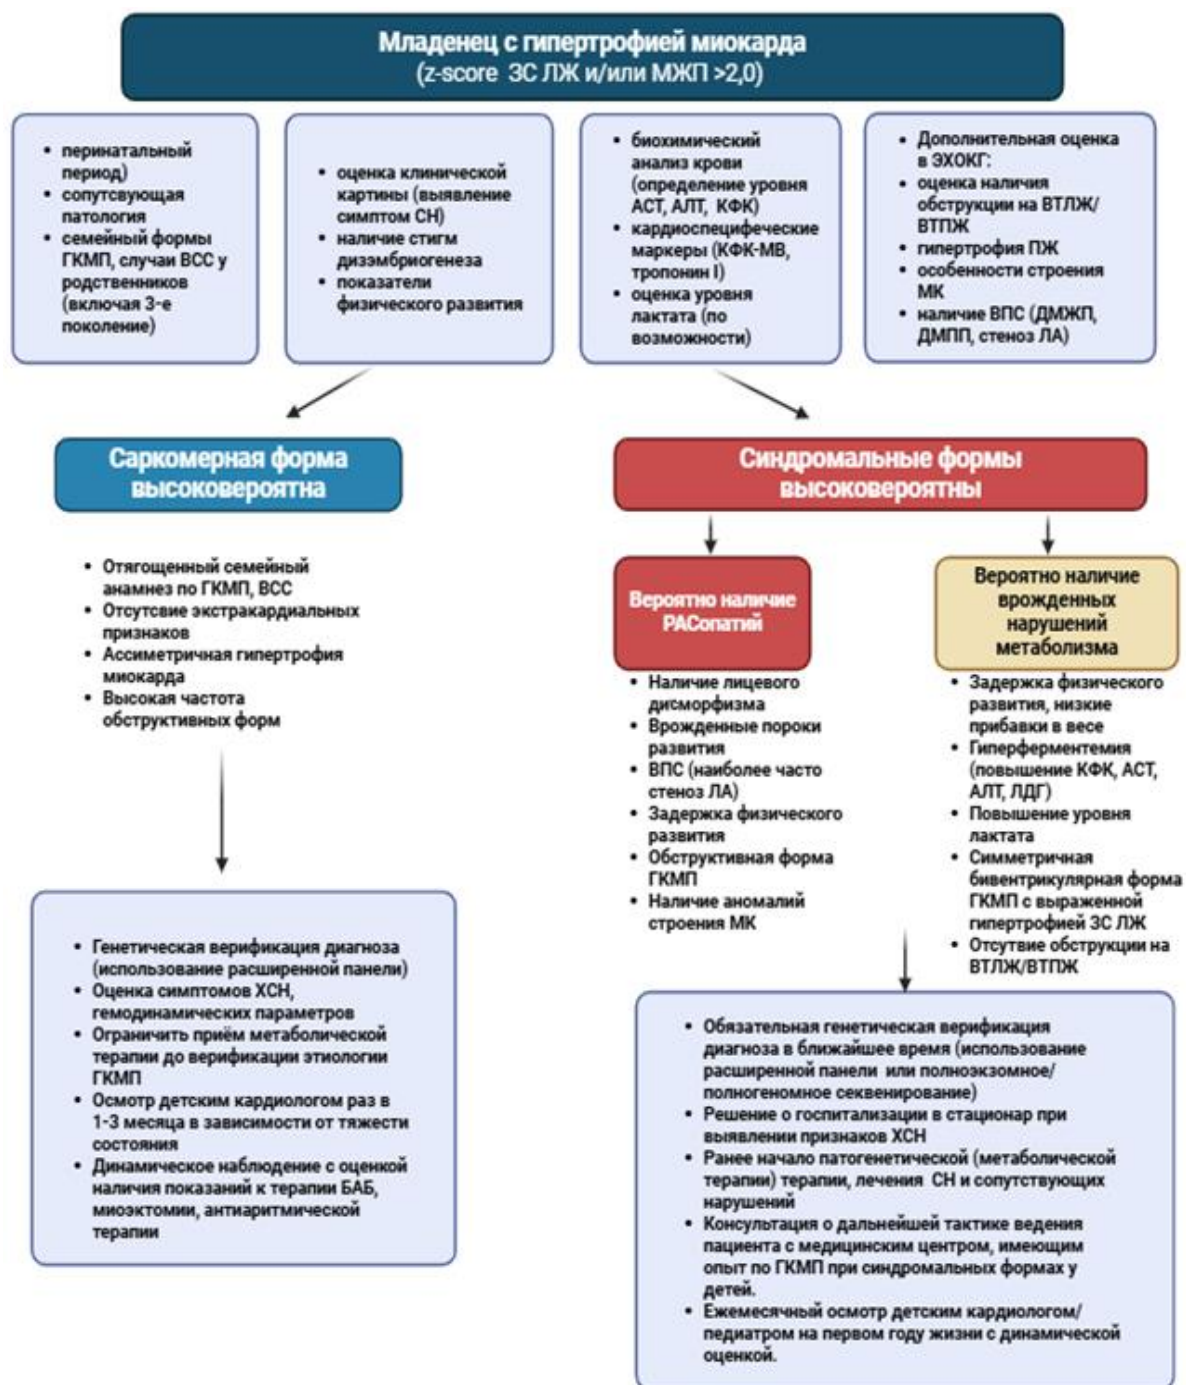 Младенец с гипертрофией миокарда
(z-score ЗС ЛЖ и/или МЖП >2,0)
• перинатальный
период)
• сопутсвующая
патология
• семейный формы
ГКМП, случаи ВСС у
родственников
(включая 3-е
поколение)
• оценка клинической
картины (выявление
симптом СН)
• наличие стигм
дизэмбриогенеза
• показатели
физического развития
• биохимический
анализ крови
(определение уровня
АСТ, АЛТ, КФК)
• кардиоспецифеческие
маркеры (КФК-МВ,
тропонин I)
• оценка уровня
лактата (по
возможности)
• Дополнительная оценка
в ЭХОКГ:
• оценка наличия
обструкции на ВТЛЖ/
ВТПЖ
• гипертрофия ПЖ
• особенности строения
МК
• наличие ВПС (ДМЖП,
ДМПП, стеноз ЛА)
Саркомерная форма
высоковероятна
• Отягощенный семейный
анамнез по ГКМП, ВСС
• Отсутсвие экстракардиальных
признаков
• Ассиметричная гипертрофия
миокарда
• Высокая частота
обструктивных форм
• Генетическая верификация диагноза
(использование расширенной панели)
• Оценка симптомов ХСН,
гемодинамических параметров
• Ограничить приём метаболической
терапии до верификации этиологии
ГКМП
• Осмотр детским кардиологом раз в
1-3 месяца в зависимости от тяжести
состояния
• Динамическое наблюдение с оценкой
наличия показаний к терапии БАБ,
миоэктомии, антиаритмической
терапии
Синдромальные формы
высоковероятны
Вероятно наличие
РАСопатий
• Наличие лицевого
дисморфизма
• Врожденные пороки
развития
• ВПС (наиболее часто
стеноз ЛА)
• Задержка физического
развития
• Обструктивная форма
ГКМП
• Наличие аномалий
строения МК
Вероятно наличие
врожденных
нарушений
метаболизма
• Задержка физического
развития, низкие
прибавки в весе
• Гиперферментемия
(повышение КФК, АСТ,
АЛТ, ЛДГ)
• Повышение уровня
лактата
• Симметричная
бивентрикулярная форма
ГКМП с выраженной
гипертрофией ЗС ЛЖ
• Отсутвие обструкции на
ВТЛЖ/ВТПЖ
• Обязательная генетическая верификация
диагноза в ближайшее время (использование
расширенной панели или полноэкзомное/
полногеномное секвенирование)
• Решение о госпитализации в стационар при
выявлении признаков ХСН
• Ранее начало патогенетической (метаболической
терапии) терапии, лечения СН и сопутствующих
нарушений
• Консультация о дальнейшей тактике ведения
пациента с медицинским центром, имеющим
опыт по ГКМП при синдромальных формах у
детей.
• Ежемесячный осмотр детским кардиологом/
педиатром на первом году жизни с динамической
оценкой.